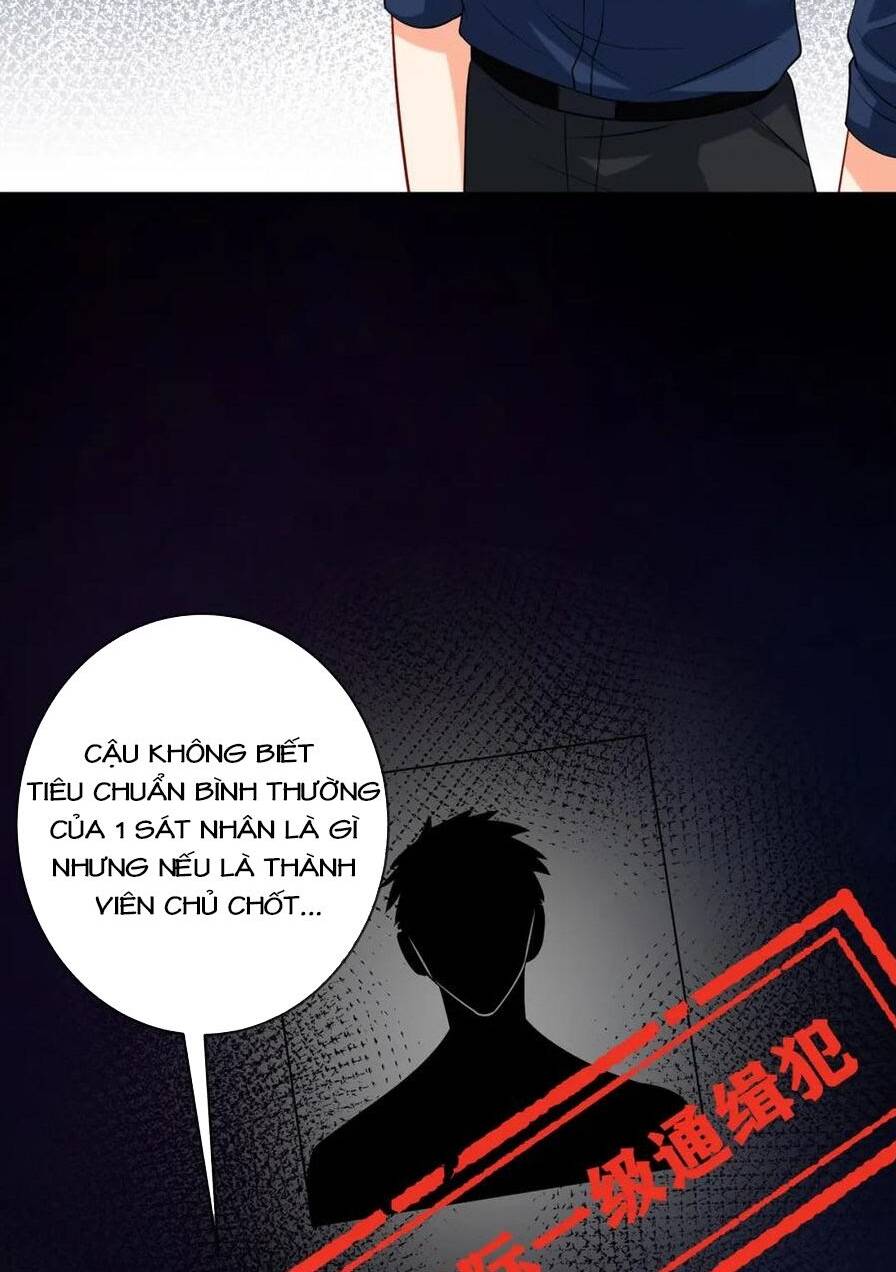 CẬU KHÔNG BIẾT
TIÊU CHUẨN BÌNH THƯỜNG
CỦA 1 SÁT NHÂN LÀ GÌ
NHƯNG NẾU LÀ THÀNH
VIÊN CHỦ CHỐT...
际一级通缉犯